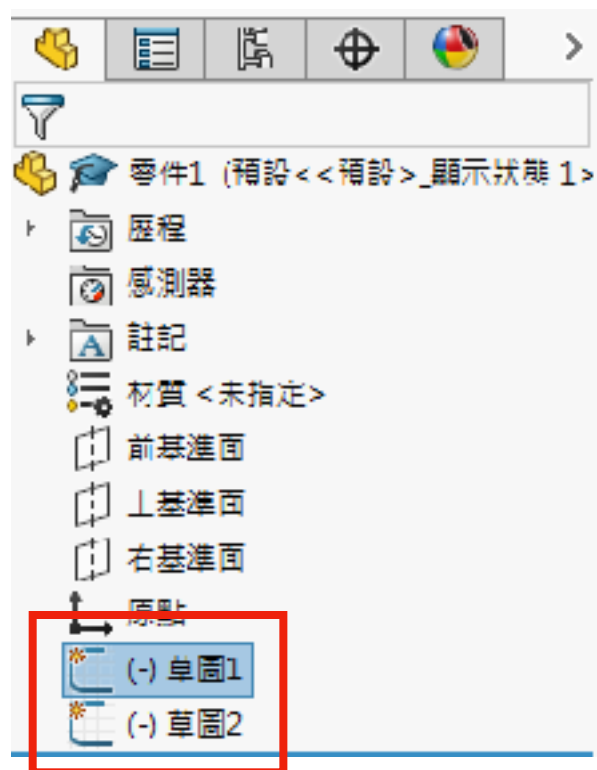 零件1 (預設<<預設>_顯示狀態 1>
歷程
感測器
註記
材質 <未指定>
前基準面
上基準面
右基準面
原點
(-) 草圖1
(-) 草圖2